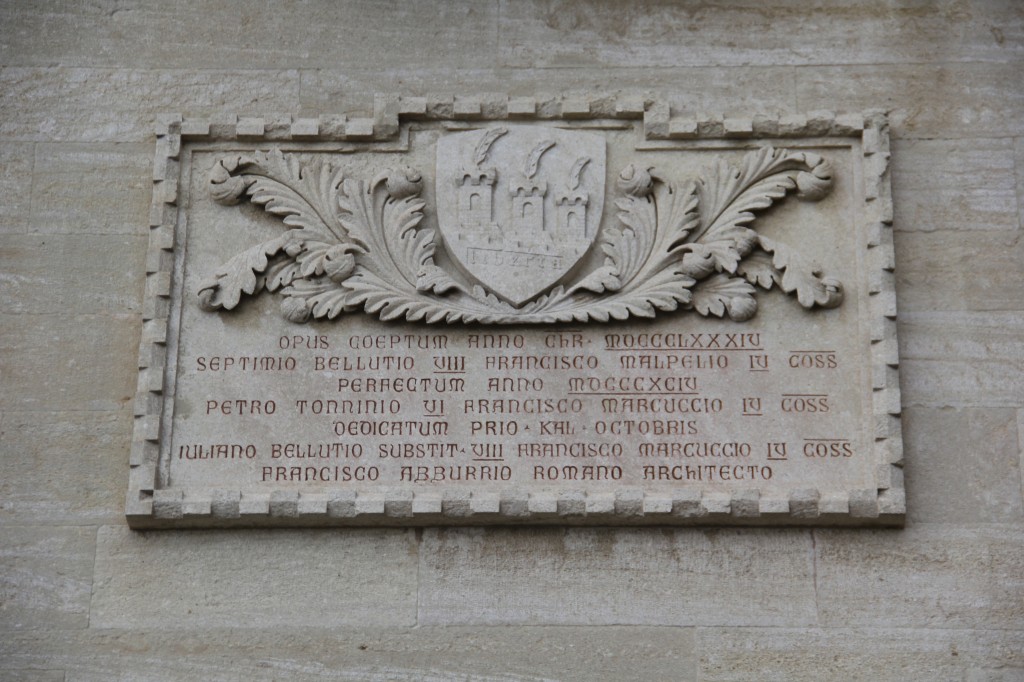 LIBERTAS
OPUS COEPTUM ANNO CHR· MDCCCLXXXIV
SEPTIMIO BELLUTIO VIII FRANCISCO MALPELIO IV COSS
PERFECTUM ANNO MDCCCXCIV
PETRO TONNINIO VI FRANCISCO MARCUCCIO IV COSS
DEDICATUM PRID· KAL· OCTOBRIS
IULIANO BELLUTIO SUBSTIT· VIII FRANCISCO MARCUCCIO IV COSS·
FRANCISCO AZZURRIO ROMANO ARCHITECTO